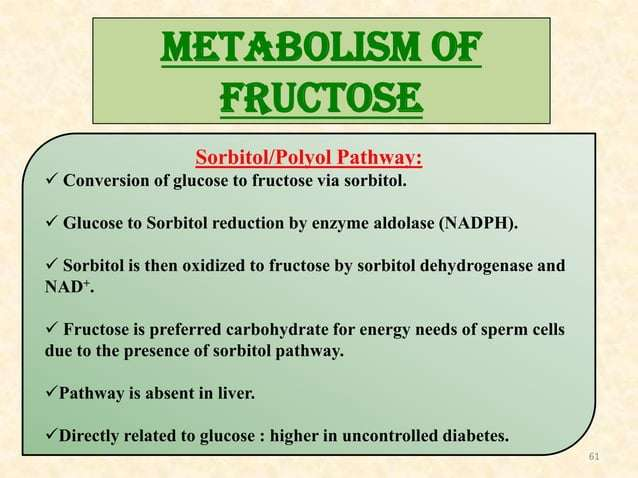 METABOLISM OF
FRUCTOSE
Sorbitol/Polyol Pathway:
✓ Conversion of glucose to fructose via sorbitol.
✓ Glucose to Sorbitol reduction by enzyme aldolase (NADPH).
✓ Sorbitol is then oxidized to fructose by sorbitol dehydrogenase and
NAD⁺.
✓ Fructose is preferred carbohydrate for energy needs of sperm cells
due to the presence of sorbitol pathway.
✓Pathway is absent in liver.
✓Directly related to glucose : higher in uncontrolled diabetes.
61